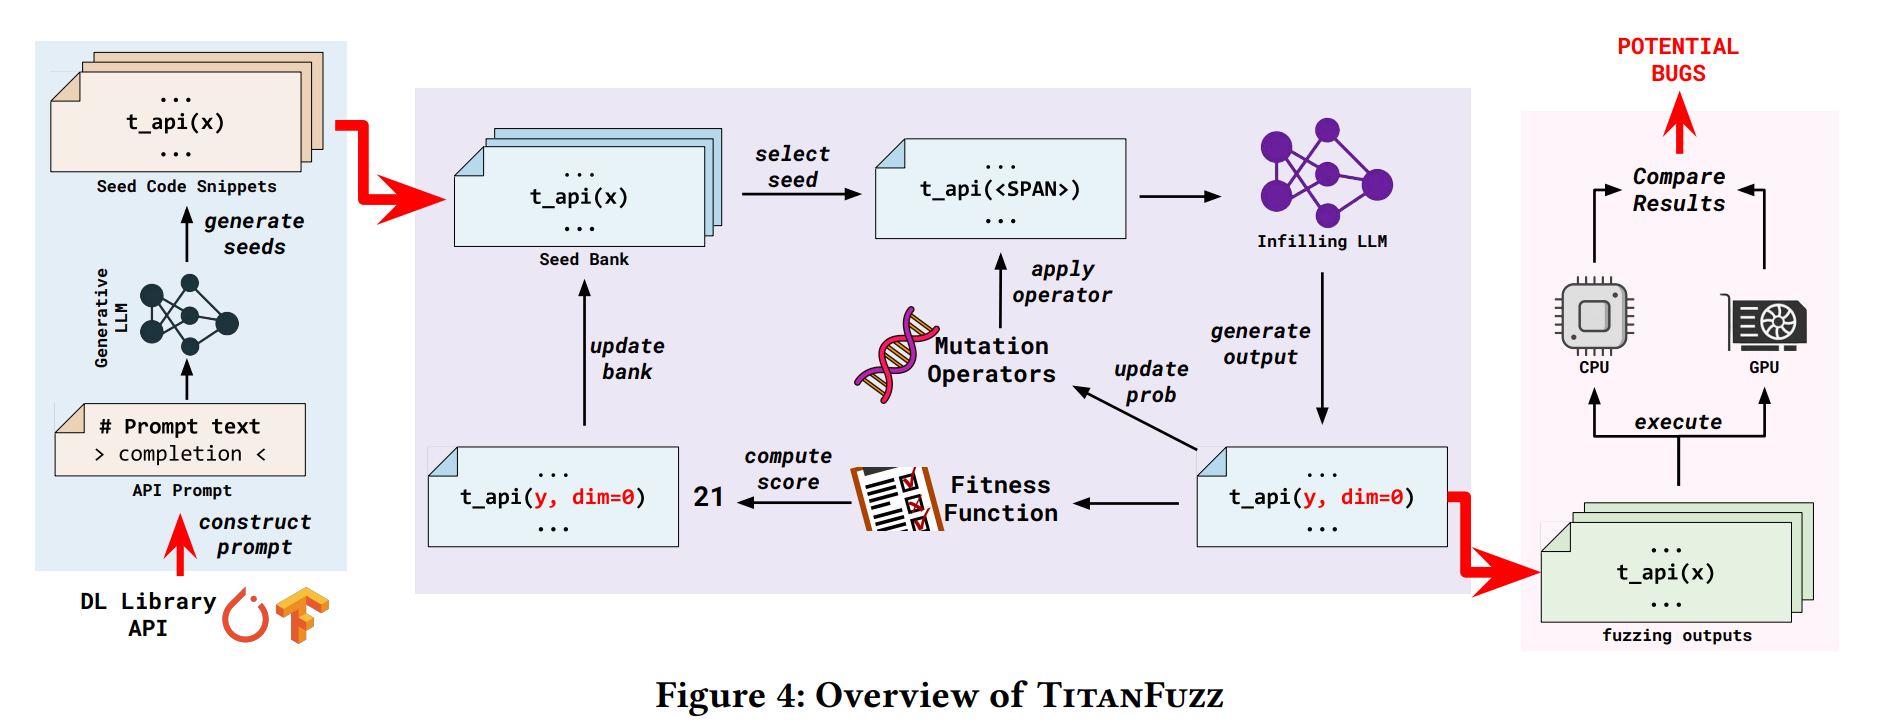 ...
t_api(x)
...
Seed Code Snippets
generate
seeds
Generative
LLM
# Prompt text
> completion <
API Prompt
construct
prompt
DL Library
API
...
t_api(x)
...
Seed Bank
select
seed
...
t_api(<SPAN>)
...
Infilling LLM
apply
operator
Mutation
Operators
generate
output
update
prob
update
bank
...
t_api(y, dim=0)
...
Fitness
Function
compute
score
21
...
t_api(y, dim=0)
...
POTENTIAL
BUGS
Compare
Results
CPU
GPU
execute
...
t_api(x)
...
fuzzing outputs
Figure 4: Overview of TITANFUZZ